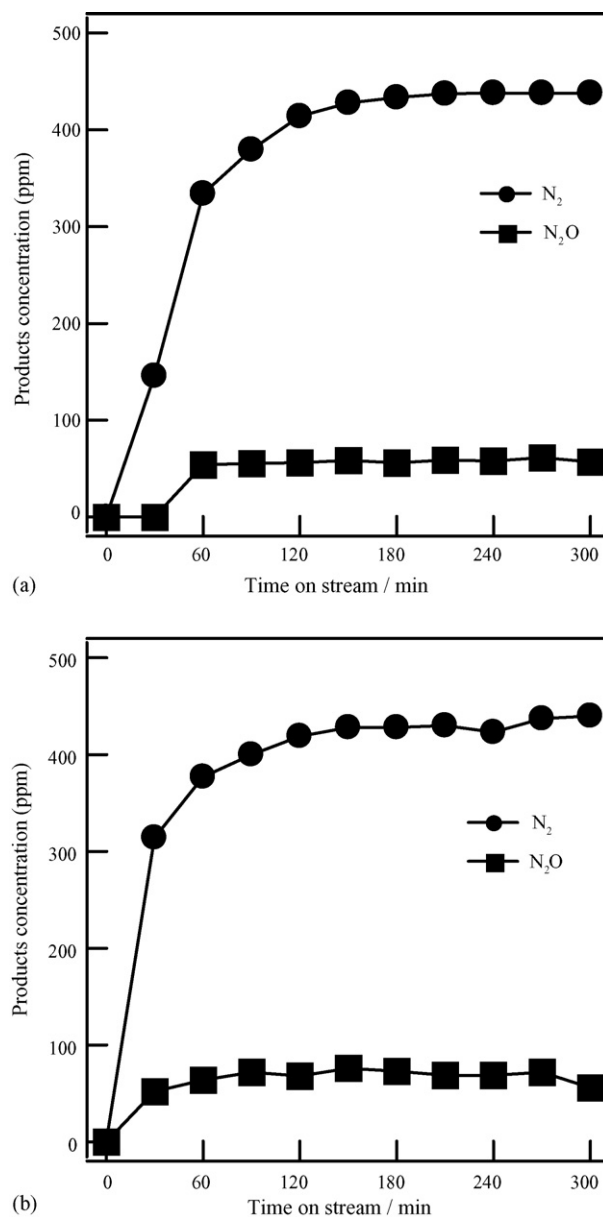 500
400
300
200
100
0
Products concentration (ppm)
N₂
N₂O
0 60 120 180 240 300
Time on stream / min
(a)
500
400
300
200
100
0
Products concentration (ppm)
N₂
N₂O
0 60 120 180 240 300
Time on stream / min
(b)